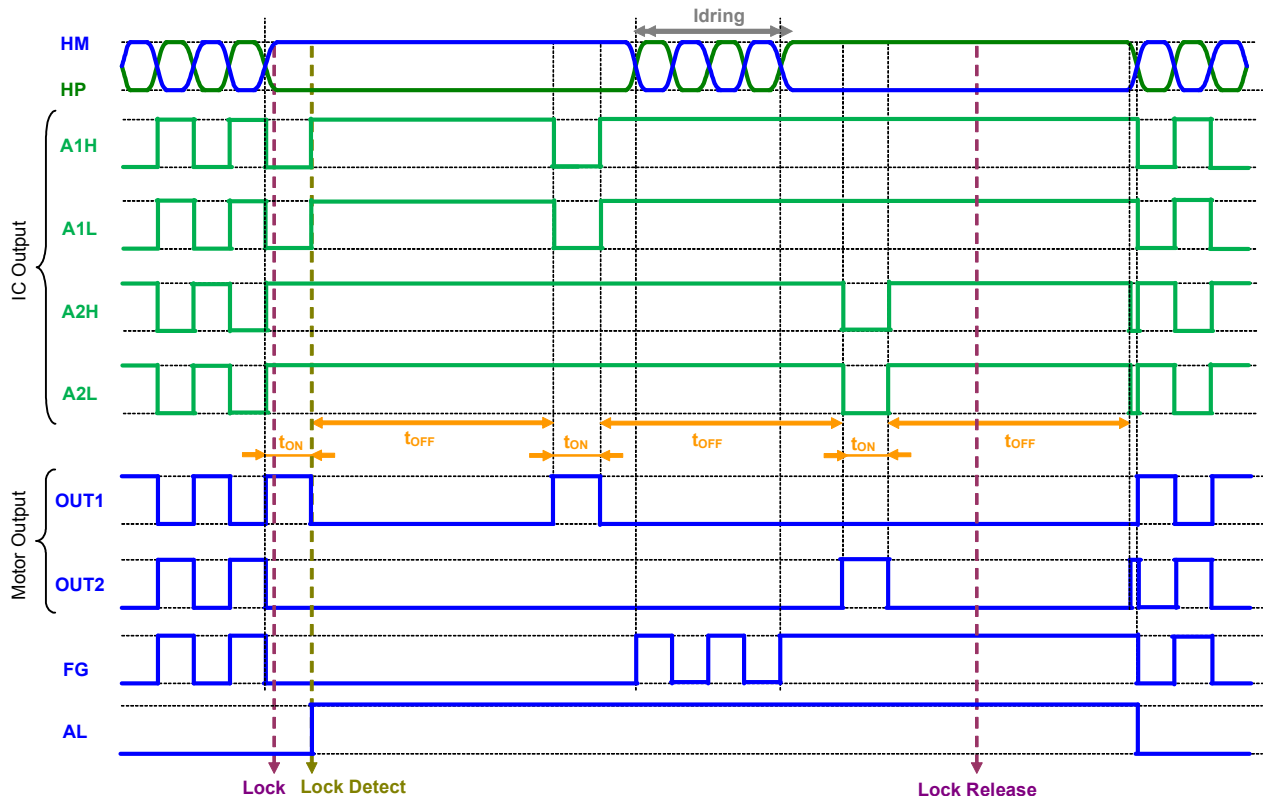 Idring
HM
HP
A1H
A1L
A2H
A2L
IC Output
tON
tOFF
tON
tOFF
tON
tOFF
OUT1
OUT2
Motor Output
FG
AL
Lock
Lock Detect
Lock Release